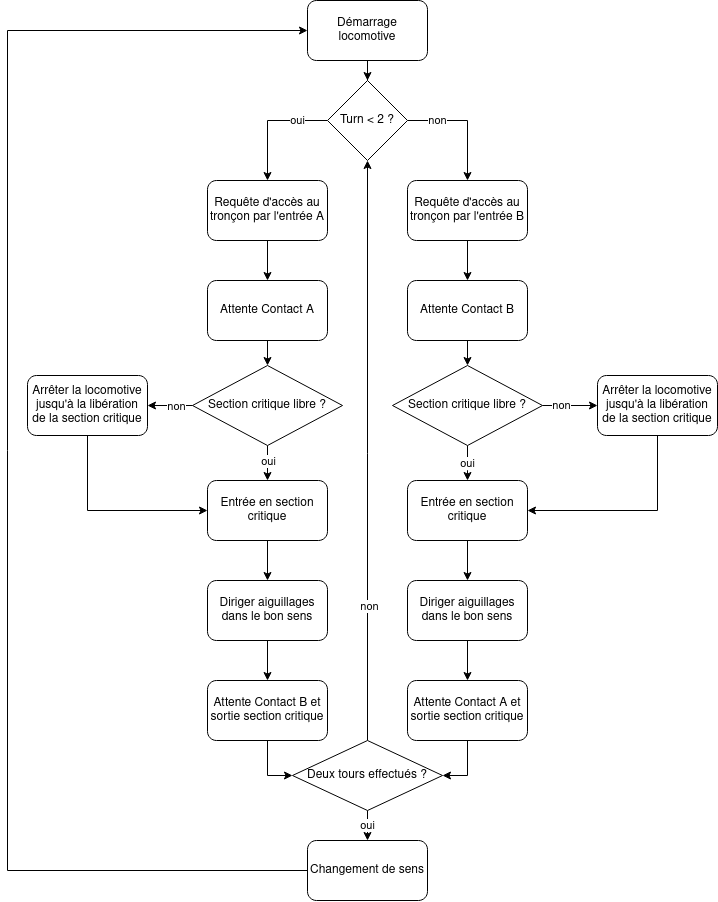 Démarrage
locomotive
Turn < 2 ?
oui
non
Requête d'accès au
tronçon par l'entrée A
Requête d'accès au
tronçon par l'entrée B
Attente Contact A
Attente Contact B
Arrêter la locomotive
jusqu'à la libération
de la section critique
non
Section critique libre ?
Section critique libre ?
non
Arrêter la locomotive
jusqu'à la libération
de la section critique
oui
oui
Entrée en section
critique
Entrée en section
critique
Diriger aiguillages
dans le bon sens
non
Diriger aiguillages
dans le bon sens
Attente Contact B et
sortie section critique
Attente Contact A et
sortie section critique
Deux tours effectués ?
oui
Changement de sens